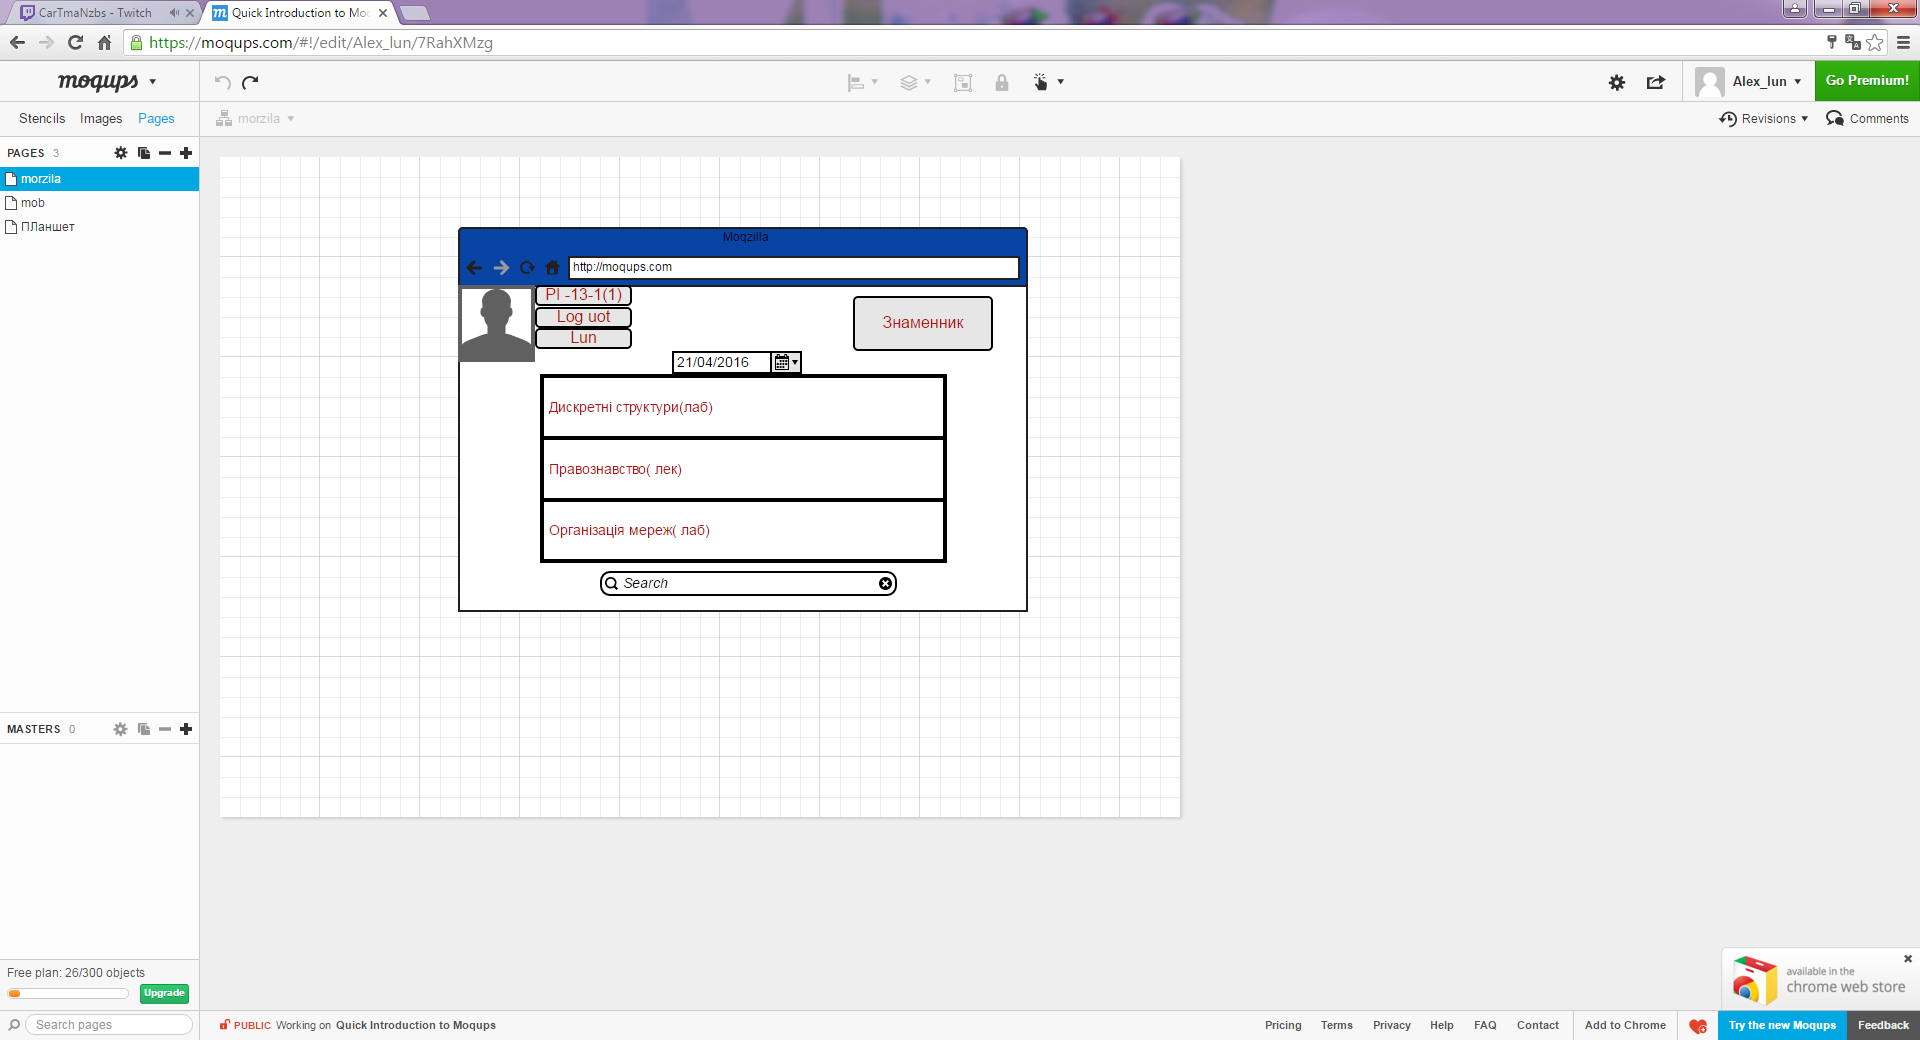 CarTmaNzbs - Twitch
Quick Introduction to Mo
https://moqups.com/#!/edit/Alex_lun/7RahXMzg
moqups
Alex_lun
Go Premium!
Stencils Images Pages
morzila
Revisions
Comments
PAGES 3
morzila
mob
ПЛаншет
Moqzilla
http://moqups.com
PI -13-1(1)
Log uot
Lun
Знаменник
21/04/2016
Дискретні структури(лаб)
Правознавство( лек)
Організація мереж( лаб)
Search
MASTERS 0
Free plan: 26/300 objects
Upgrade
available in the
chrome web store
Search pages
PUBLIC Working on Quick Introduction to Moqups
Pricing Terms Privacy Help FAQ Contact Add to Chrome Try the new Moqups Feedback